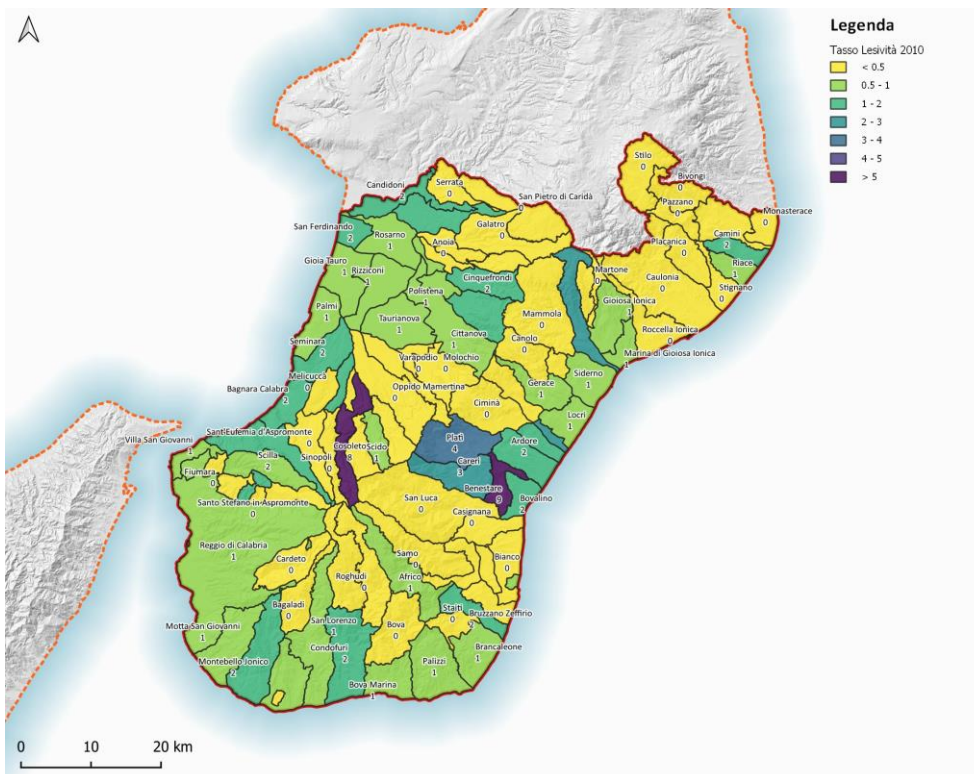 Legenda
Tasso Lesività 2010
< 0.5
0.5 - 1
1 - 2
2 - 3
3 - 4
4 - 5
> 5
Stilo
0
Bivongi
0
Pazzano
0
Monasterace
0
Camini
2
Placanica
0
Riace
1
Stignano
0
Caulonia
0
Roccella Ionica
0
Martone
0
Gioiosa Ionica
1
Marina di Gioiosa Ionica
1
Candidoni
2
Serrata
0
San Pietro di Caridà
0
San Ferdinando
2
Rosarno
1
Galatro
0
Anoia
0
Gioia Tauro
1
Rizziconi
1
Polistena
1
Cinquefrondi
2
Mammola
0
Palmi
1
Taurianova
1
Cittanova
1
Canolo
0
Seminara
2
Melicucca
0
Varapodio
0
Molochio
0
Siderno
1
Gerace
1
Bagnara Calabra
2
Oppido Mamertina
0
Ciminà
0
Locri
1
Villa San Giovanni
1
Sant'Eufemia d'Aspromonte
0
Cosoleto
8
Scido
1
Platì
4
Ardore
2
Careri
3
Scilla
2
Sinopoli
0
Fiumara
0
Benestare
9
Bovalino
2
Santo Stefano in Aspromonte
0
San Luca
0
Casignana
0
Reggio di Calabria
1
Cardeto
0
Samo
0
Bianco
0
Roghudi
0
Africo
1
Bagaladi
0
San Lorenzo
1
Staiti
0
Bruzzano Zeffirio
2
Motta San Giovanni
1
Bova
0
Condofuri
2
Palizzi
1
Brancaleone
1
Montebello Jonico
2
Bova Marina
1
0 10 20 km